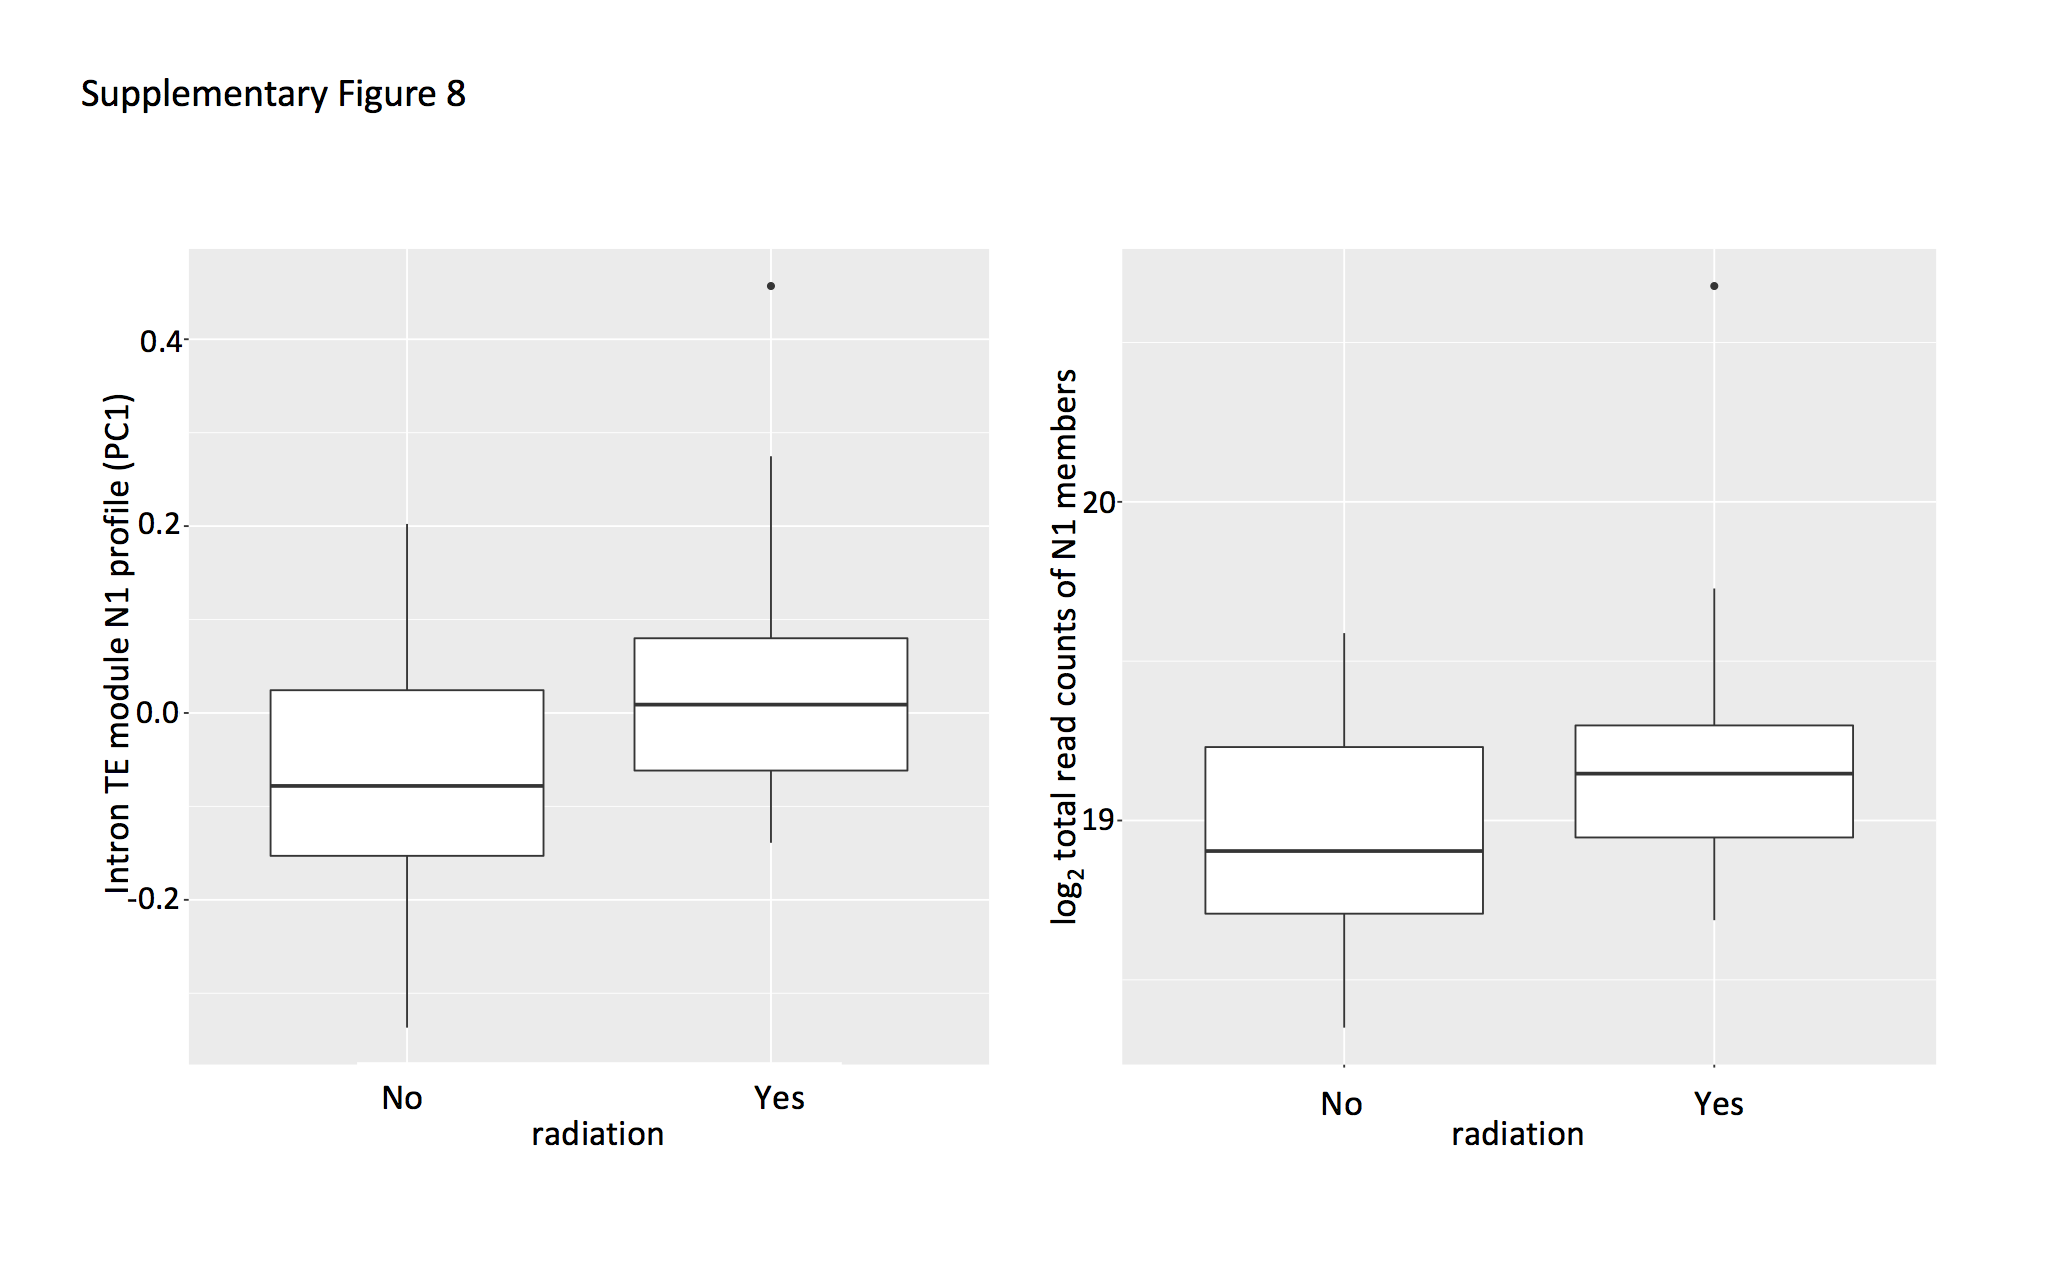 Supplementary Figure 8
Intron TE module N1 profile (PC1)
0.4
0.2
0.0
-0.2
No
Yes
radiation
log₂ total read counts of N1 members
20
19
No
Yes
radiation